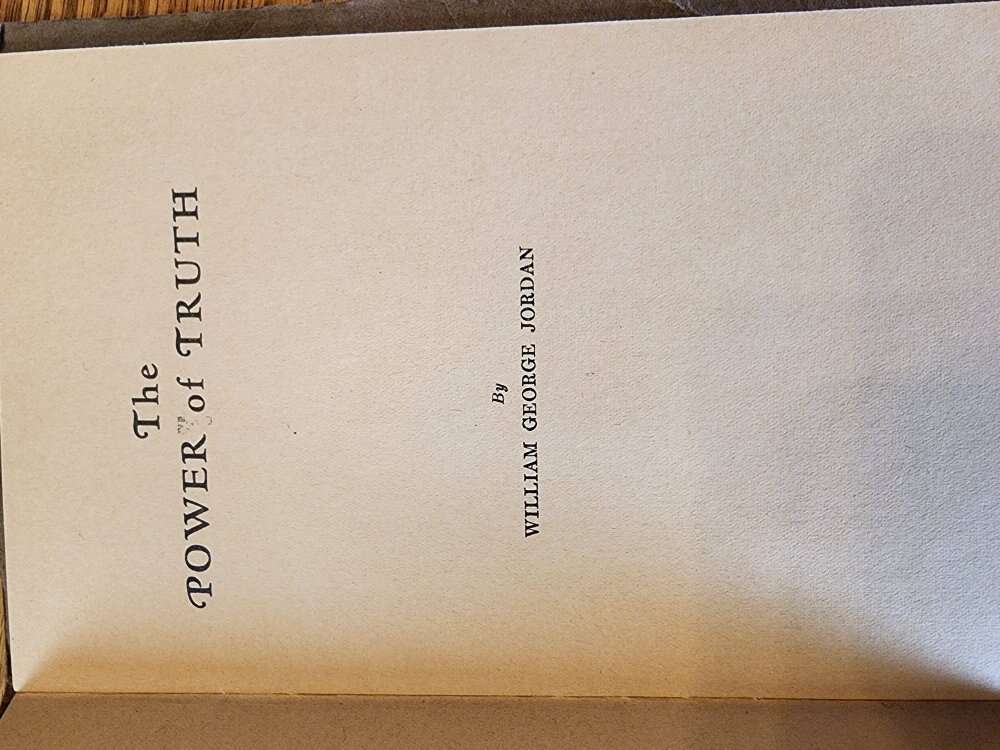 The
POWER of TRUTH
By
WILLIAM GEORGE JORDAN